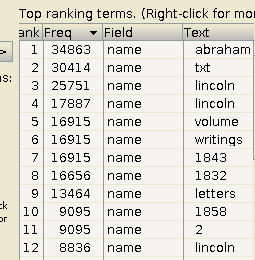 Top ranking terms. (Right-click for mor
ank Freq Field Text
>
1 34863 name abraham
2 30414 name txt
s:
3 25751 name lincoln
4 17887 name lincoln
5 16915 name volume
6 16915 name writings
7 16915 name 1843
8 16656 name 1832
9 13464 name letters
ck
10 9095 name 1858
or
11 9095 name 2
12 8836 name lincoln